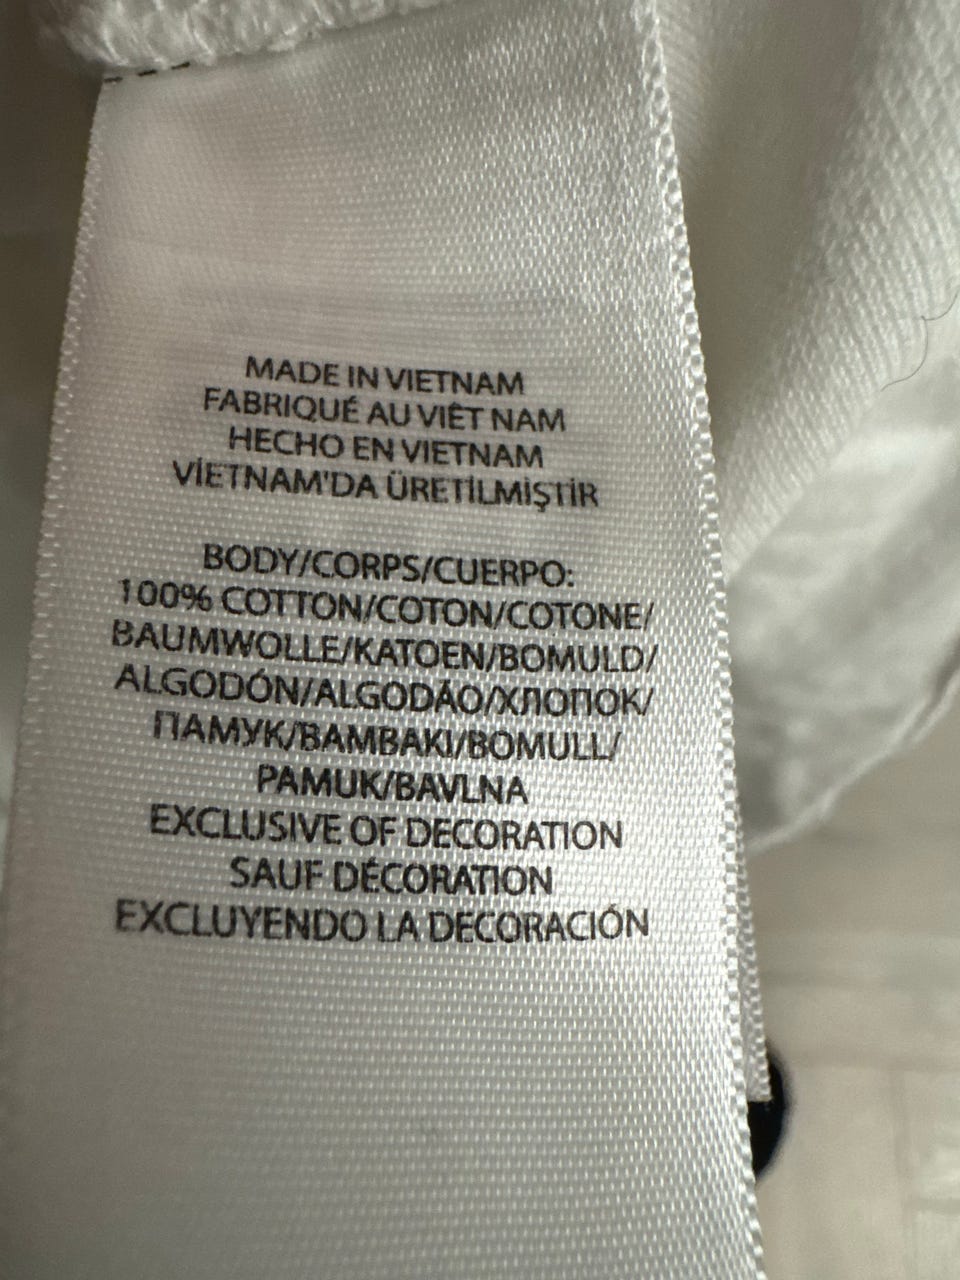 MADE IN VIETNAM
FABRIQUÉ AU VIÊT NAM
HECHO EN VIETNAM
VİETNAM'DA ÜRETİLMİŞTİR
BODY/CORPS/CUERPO:
100% COTTON/COTON/COTONE/
BAUMWOLLE/KATOEN/BOMULD/
ALGODÓN/ALGODÃO/ХЛОПОК/
ПАМУК/BAMBAKI/BOMULL/
PAMUK/BAVLNA
EXCLUSIVE OF DECORATION
SAUF DÉCORATION
EXCLUYENDO LA DECORACIÓN